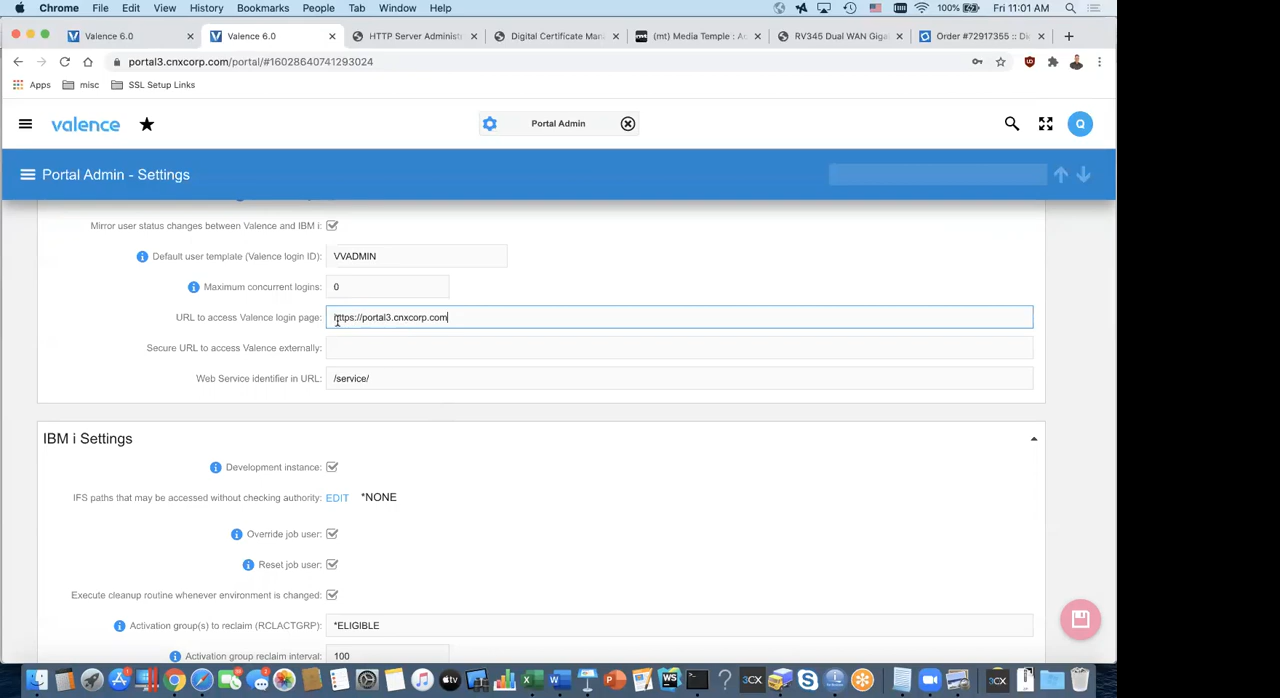 Chrome File Edit View History Bookmarks People Tab Window Help 100% Fri 11:01 AM
Valence 6.0 Valence 6.0 HTTP Server Administ Digital Certificate Man (mt) Media Temple : Ac RV345 Dual WAN Giga Order #72917355 :: Di
portal3.cnxcorp.com/portal/#16028640741293024
Apps misc SSL Setup Links
valence Portal Admin Q
Portal Admin - Settings
Mirror user status changes between Valence and IBM i:
Default user template (Valence login ID): VVADMIN
Maximum concurrent logins: 0
URL to access Valence login page: https://portal3.cnxcorp.com
Secure URL to access Valence externally:
Web Service identifier in URL: /service/
IBM i Settings
Development instance:
IFS paths that may be accessed without checking authority: EDIT *NONE
Override job user:
Reset job user:
Execute cleanup routine whenever environment is changed:
Activation group(s) to reclaim (RCLACTGRP): *ELIGIBLE
Activation group reclaim interval: 100